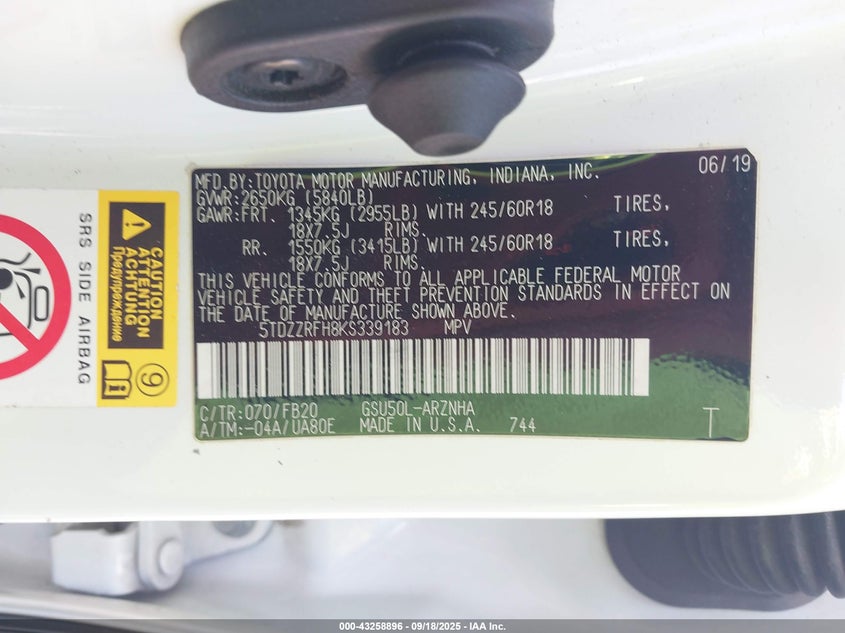 MFD. BY: TOYOTA MOTOR MANUFACTURING, INDIANA, INC. 06/19
GVWR: 2650KG (5840LB)
GAWR: FRT. 1345KG (2955LB) WITH 245/60R18 TIRES,
18X7.5J RIMS.
RR. 1550KG (3415LB) WITH 245/60R18 TIRES,
18X7.5J RIMS.
THIS VEHICLE CONFORMS TO ALL APPLICABLE FEDERAL MOTOR
VEHICLE SAFETY AND THEFT PREVENTION STANDARDS IN EFFECT ON
THE DATE OF MANUFACTURE SHOWN ABOVE.
5TDZZRFH8KS339183 MPV
C/TR: 070/FB20 GSU50L-ARZNHA
A/TM: -04A/UA80E MADE IN U.S.A. 744 T
SRS SIDE AIRBAG
CAUTION
ATTENTION
ACHTUNG
Предупреждение
9
000-43258896 - 09/18/2025 - IAA Inc.